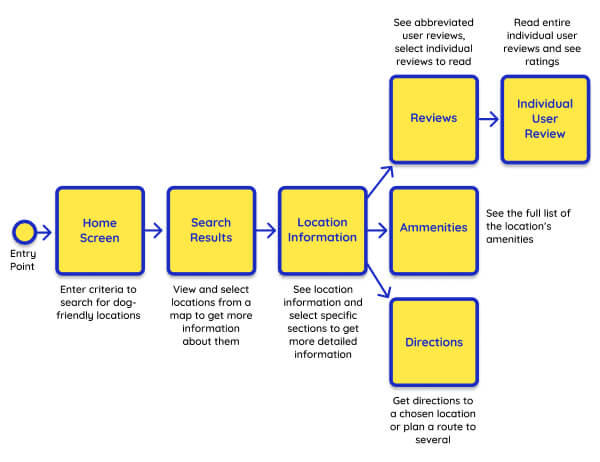 See abbreviated
user reviews,
select individual
reviews to read
Read entire
individual user
reviews and see
ratings
Reviews
Individual
User
Review
Entry
Point
Home
Screen
Enter criteria to
search for dog-
friendly locations
Search
Results
View and select
locations from a
map to get more
information
about them
Location
Information
See location
information and
select specific
sections to get
more detailed
information
Ammenities
See the full list of
the location's
amenities
Directions
Get directions to
a chosen location
or plan a route to
several